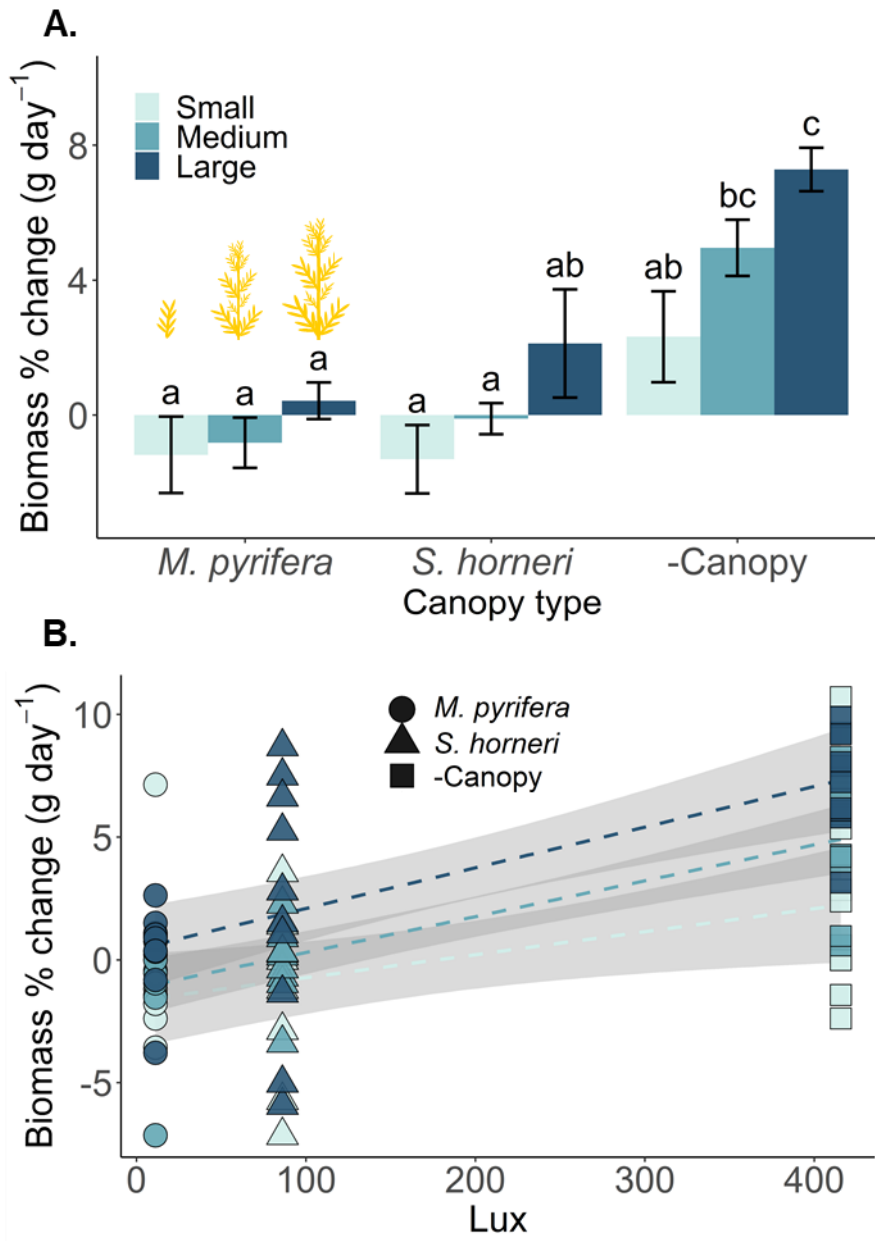 A.
Biomass % change (g day⁻¹)
8
4
0
Small
Medium
Large
a
a
a
a
a
ab
ab
bc
c
M. pyrifera
S. horneri
-Canopy
Canopy type
B.
Biomass % change (g day⁻¹)
10
5
0
-5
M. pyrifera
S. horneri
-Canopy
0
100
200
300
400
Lux